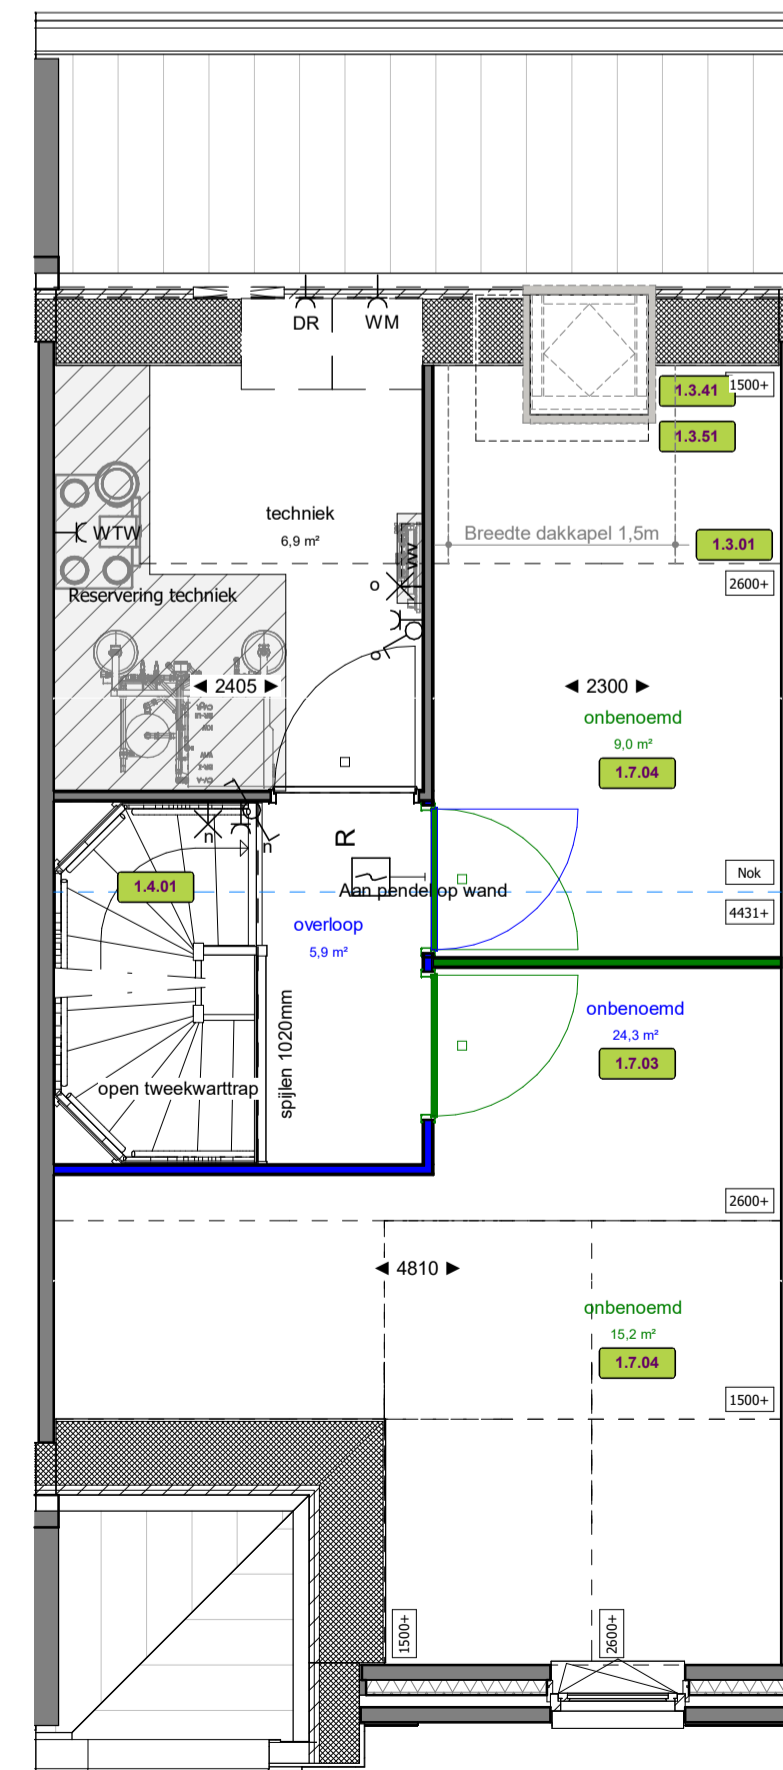 DR
WM
1.3.41
1500+
1.3.51
techniek
6,9 m²
WTW
Breedte dakkapel 1,5m
1.3.01
VW
o
Reservering techniek
2600+
o
2405
2300
onbenoemd
9,0 m²
1.7.04
n
n
R
1.4.01
Aan pendel op wand
Nok
4431+
overloop
5,9 m²
onbenoemd
24,3 m²
1.7.03
open tweekwarttrap
spijlen 1020mm
2600+
4810
onbenoemd
15,2 m²
1.7.04
1500+
1500+
2600+